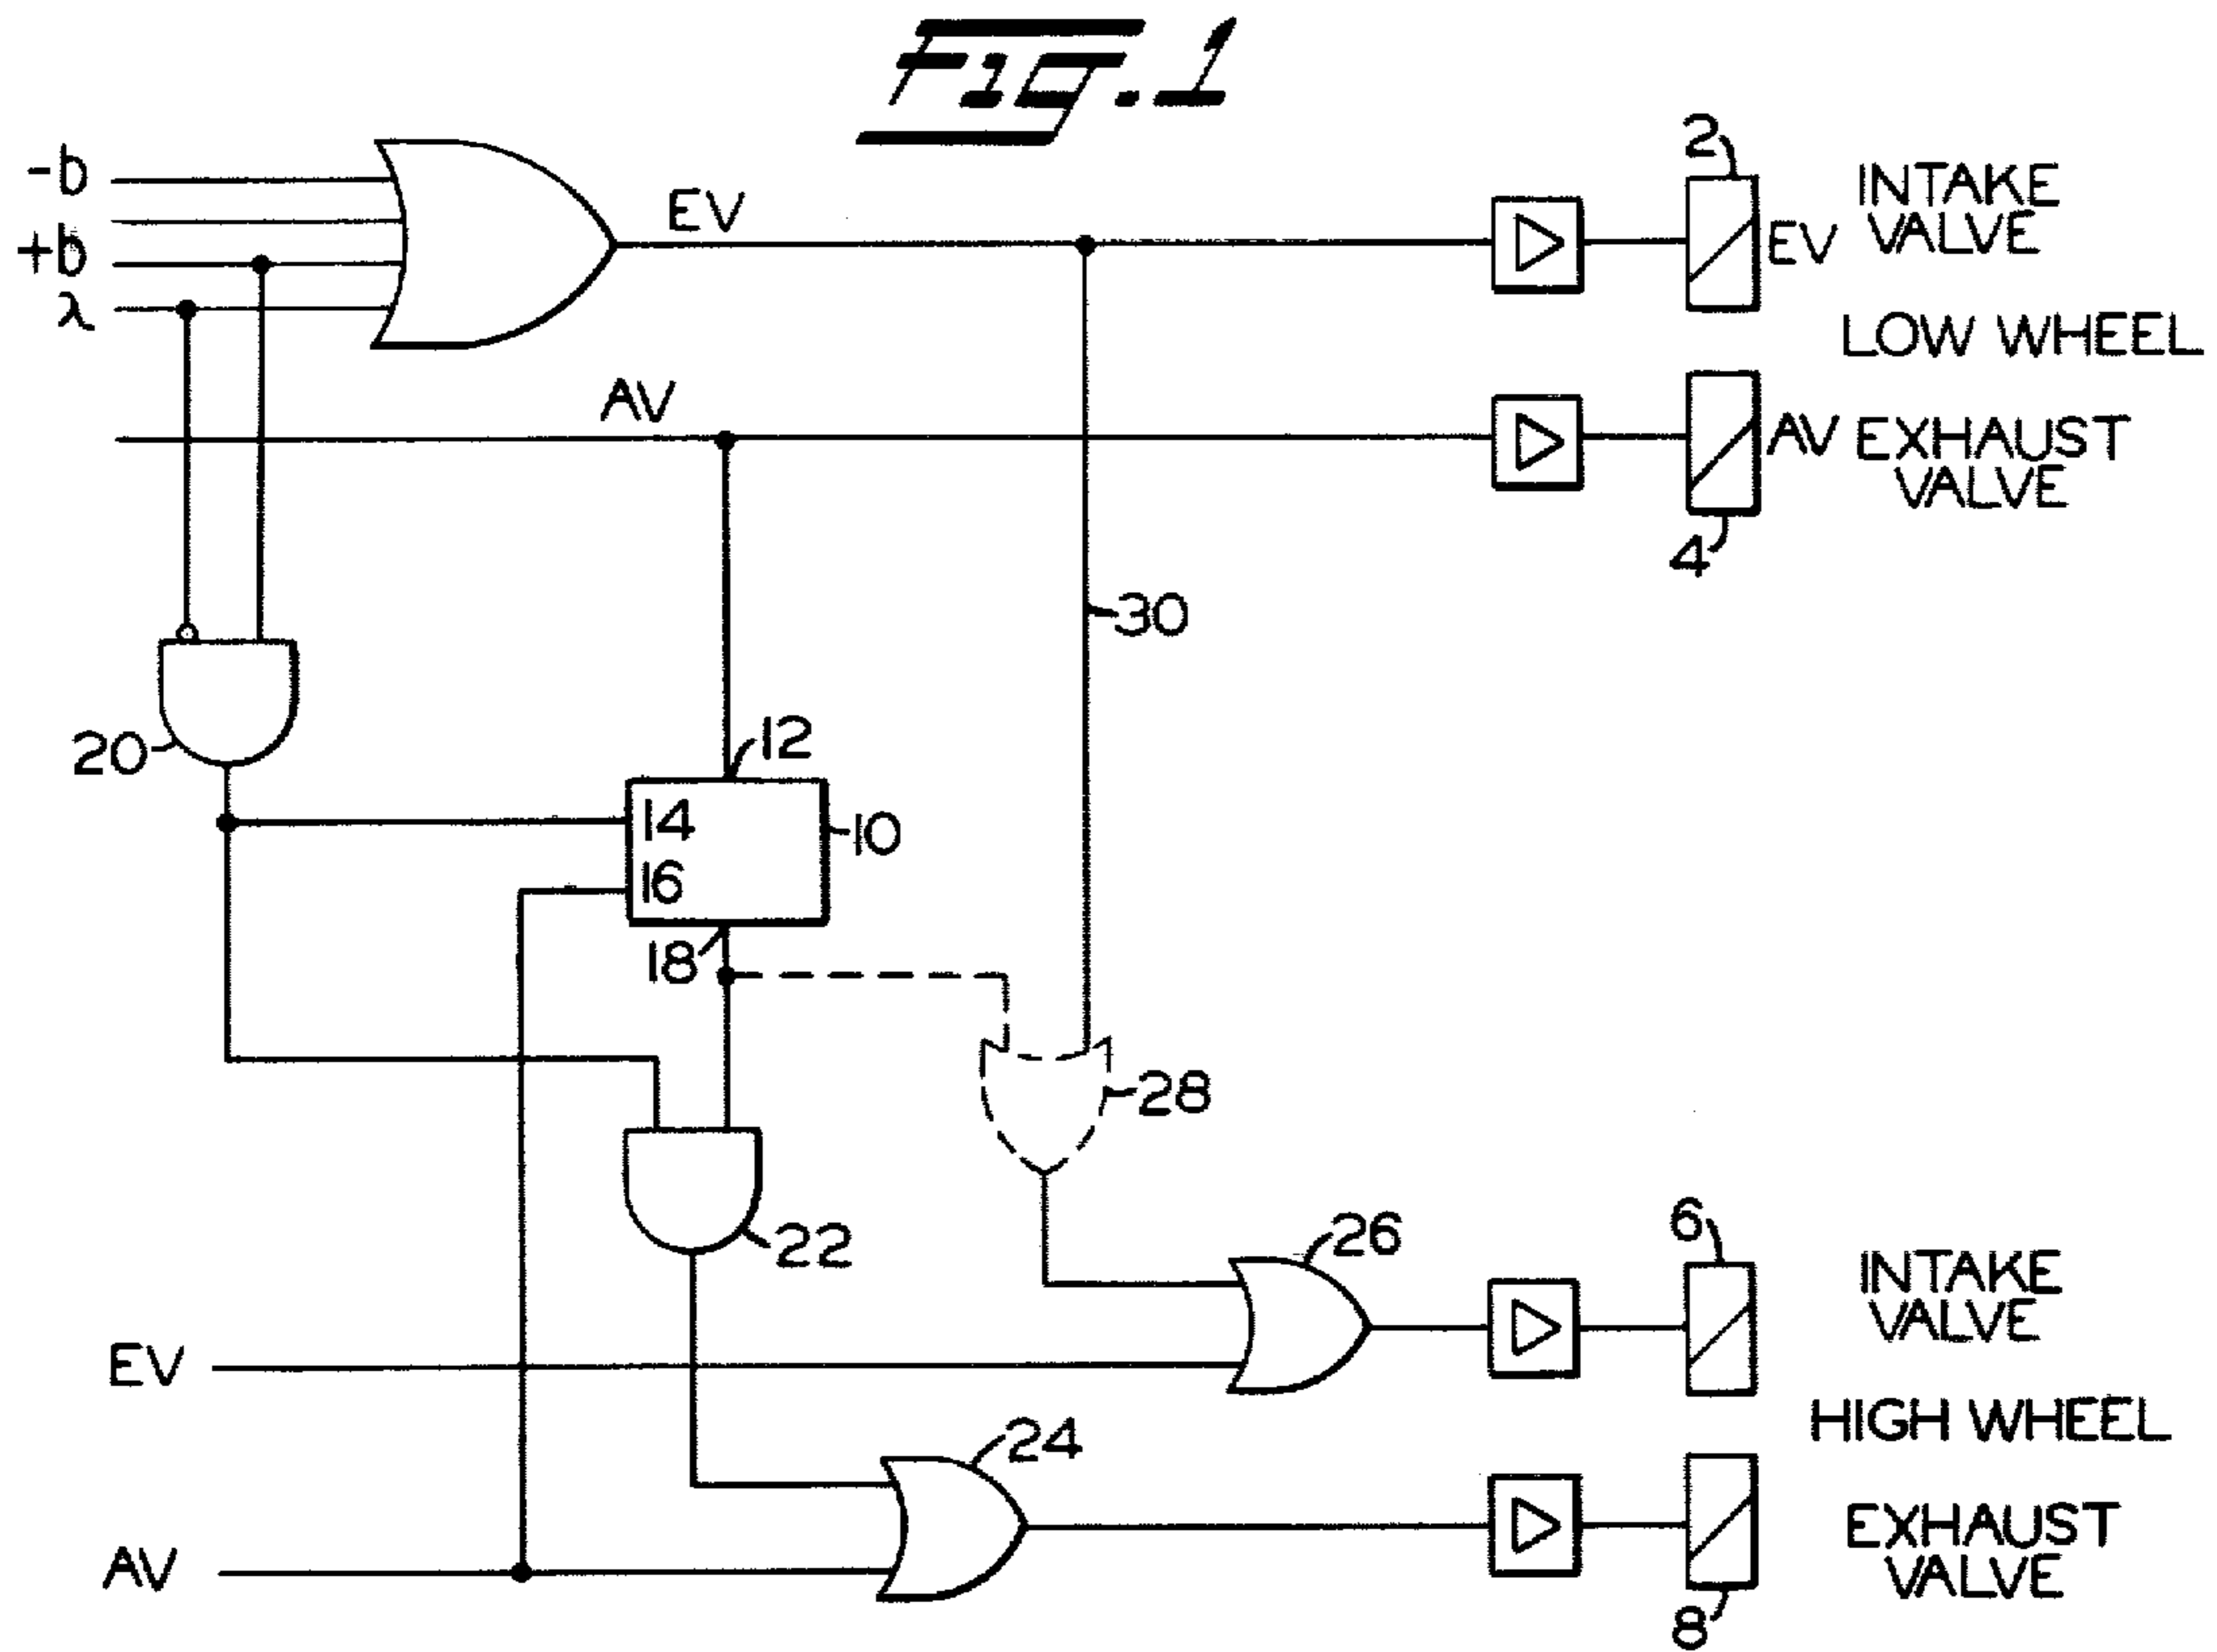 Fig. 1
-b
+b
λ
EV
2
INTAKE
VALVE
EV
LOW WHEEL
AV
AV
EXHAUST
VALVE
4
30
20
12
14
10
16
18
28
22
26
6
INTAKE
VALVE
EV
HIGH WHEEL
24
EXHAUST
VALVE
AV
8